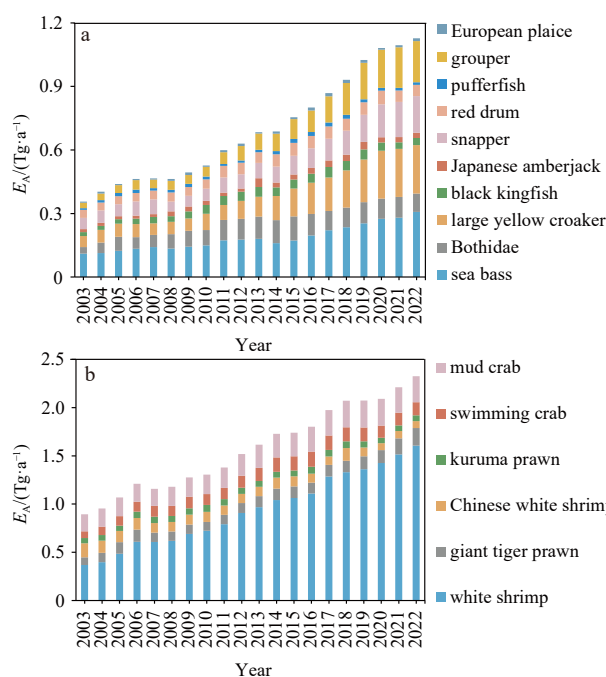 a
1.2
0.9
0.6
0.3
0
E_A/(Tg·a⁻¹)
2003 2004 2005 2006 2007 2008 2009 2010 2011 2012 2013 2014 2015 2016 2017 2018 2019 2020 2021 2022
Year
European plaice
grouper
pufferfish
red drum
snapper
Japanese amberjack
black kingfish
large yellow croaker
Bothidae
sea bass
b
2.5
2.0
1.5
1.0
0.5
0
E_A/(Tg·a⁻¹)
2003 2004 2005 2006 2007 2008 2009 2010 2011 2012 2013 2014 2015 2016 2017 2018 2019 2020 2021 2022
Year
mud crab
swimming crab
kuruma prawn
Chinese white shrimp
giant tiger prawn
white shrimp